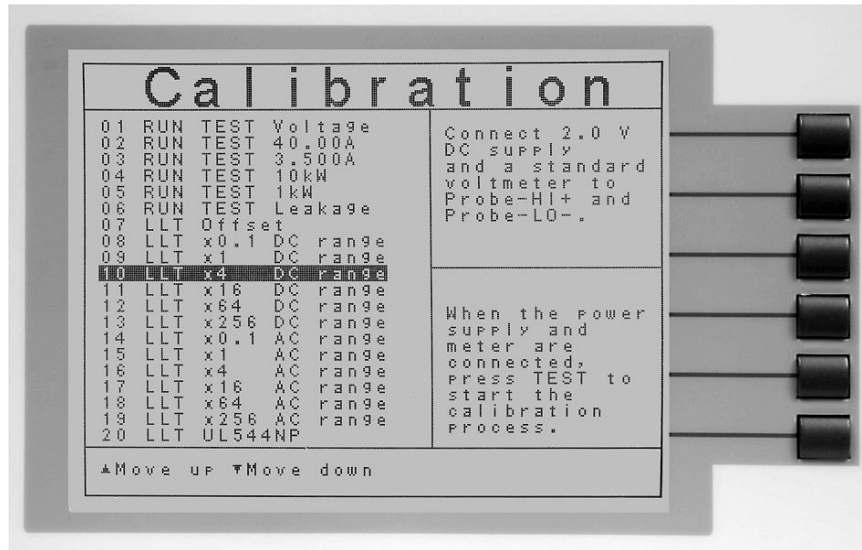 Calibration
01 RUN TEST Voltage
02 RUN TEST 40.00A
03 RUN TEST 3.500A
04 RUN TEST 10kW
05 RUN TEST 1kW
06 RUN TEST Leakage
07 LLT Offset
08 LLT x0.1 DC range
09 LLT x1 DC range
10 LLT x4 DC range
11 LLT x16 DC range
12 LLT x64 DC range
13 LLT x256 DC range
14 LLT x0.1 AC range
15 LLT x1 AC range
16 LLT x4 AC range
17 LLT x16 AC range
18 LLT x64 AC range
19 LLT x256 AC range
20 LLT UL544NP
Connect 2.0 V
DC supply
and a standard
voltmeter to
Probe-HI+ and
Probe-LO-.
When the power
supply and
meter are
connected,
press TEST to
start the
calibration
process.
▲Move up ▼Move down